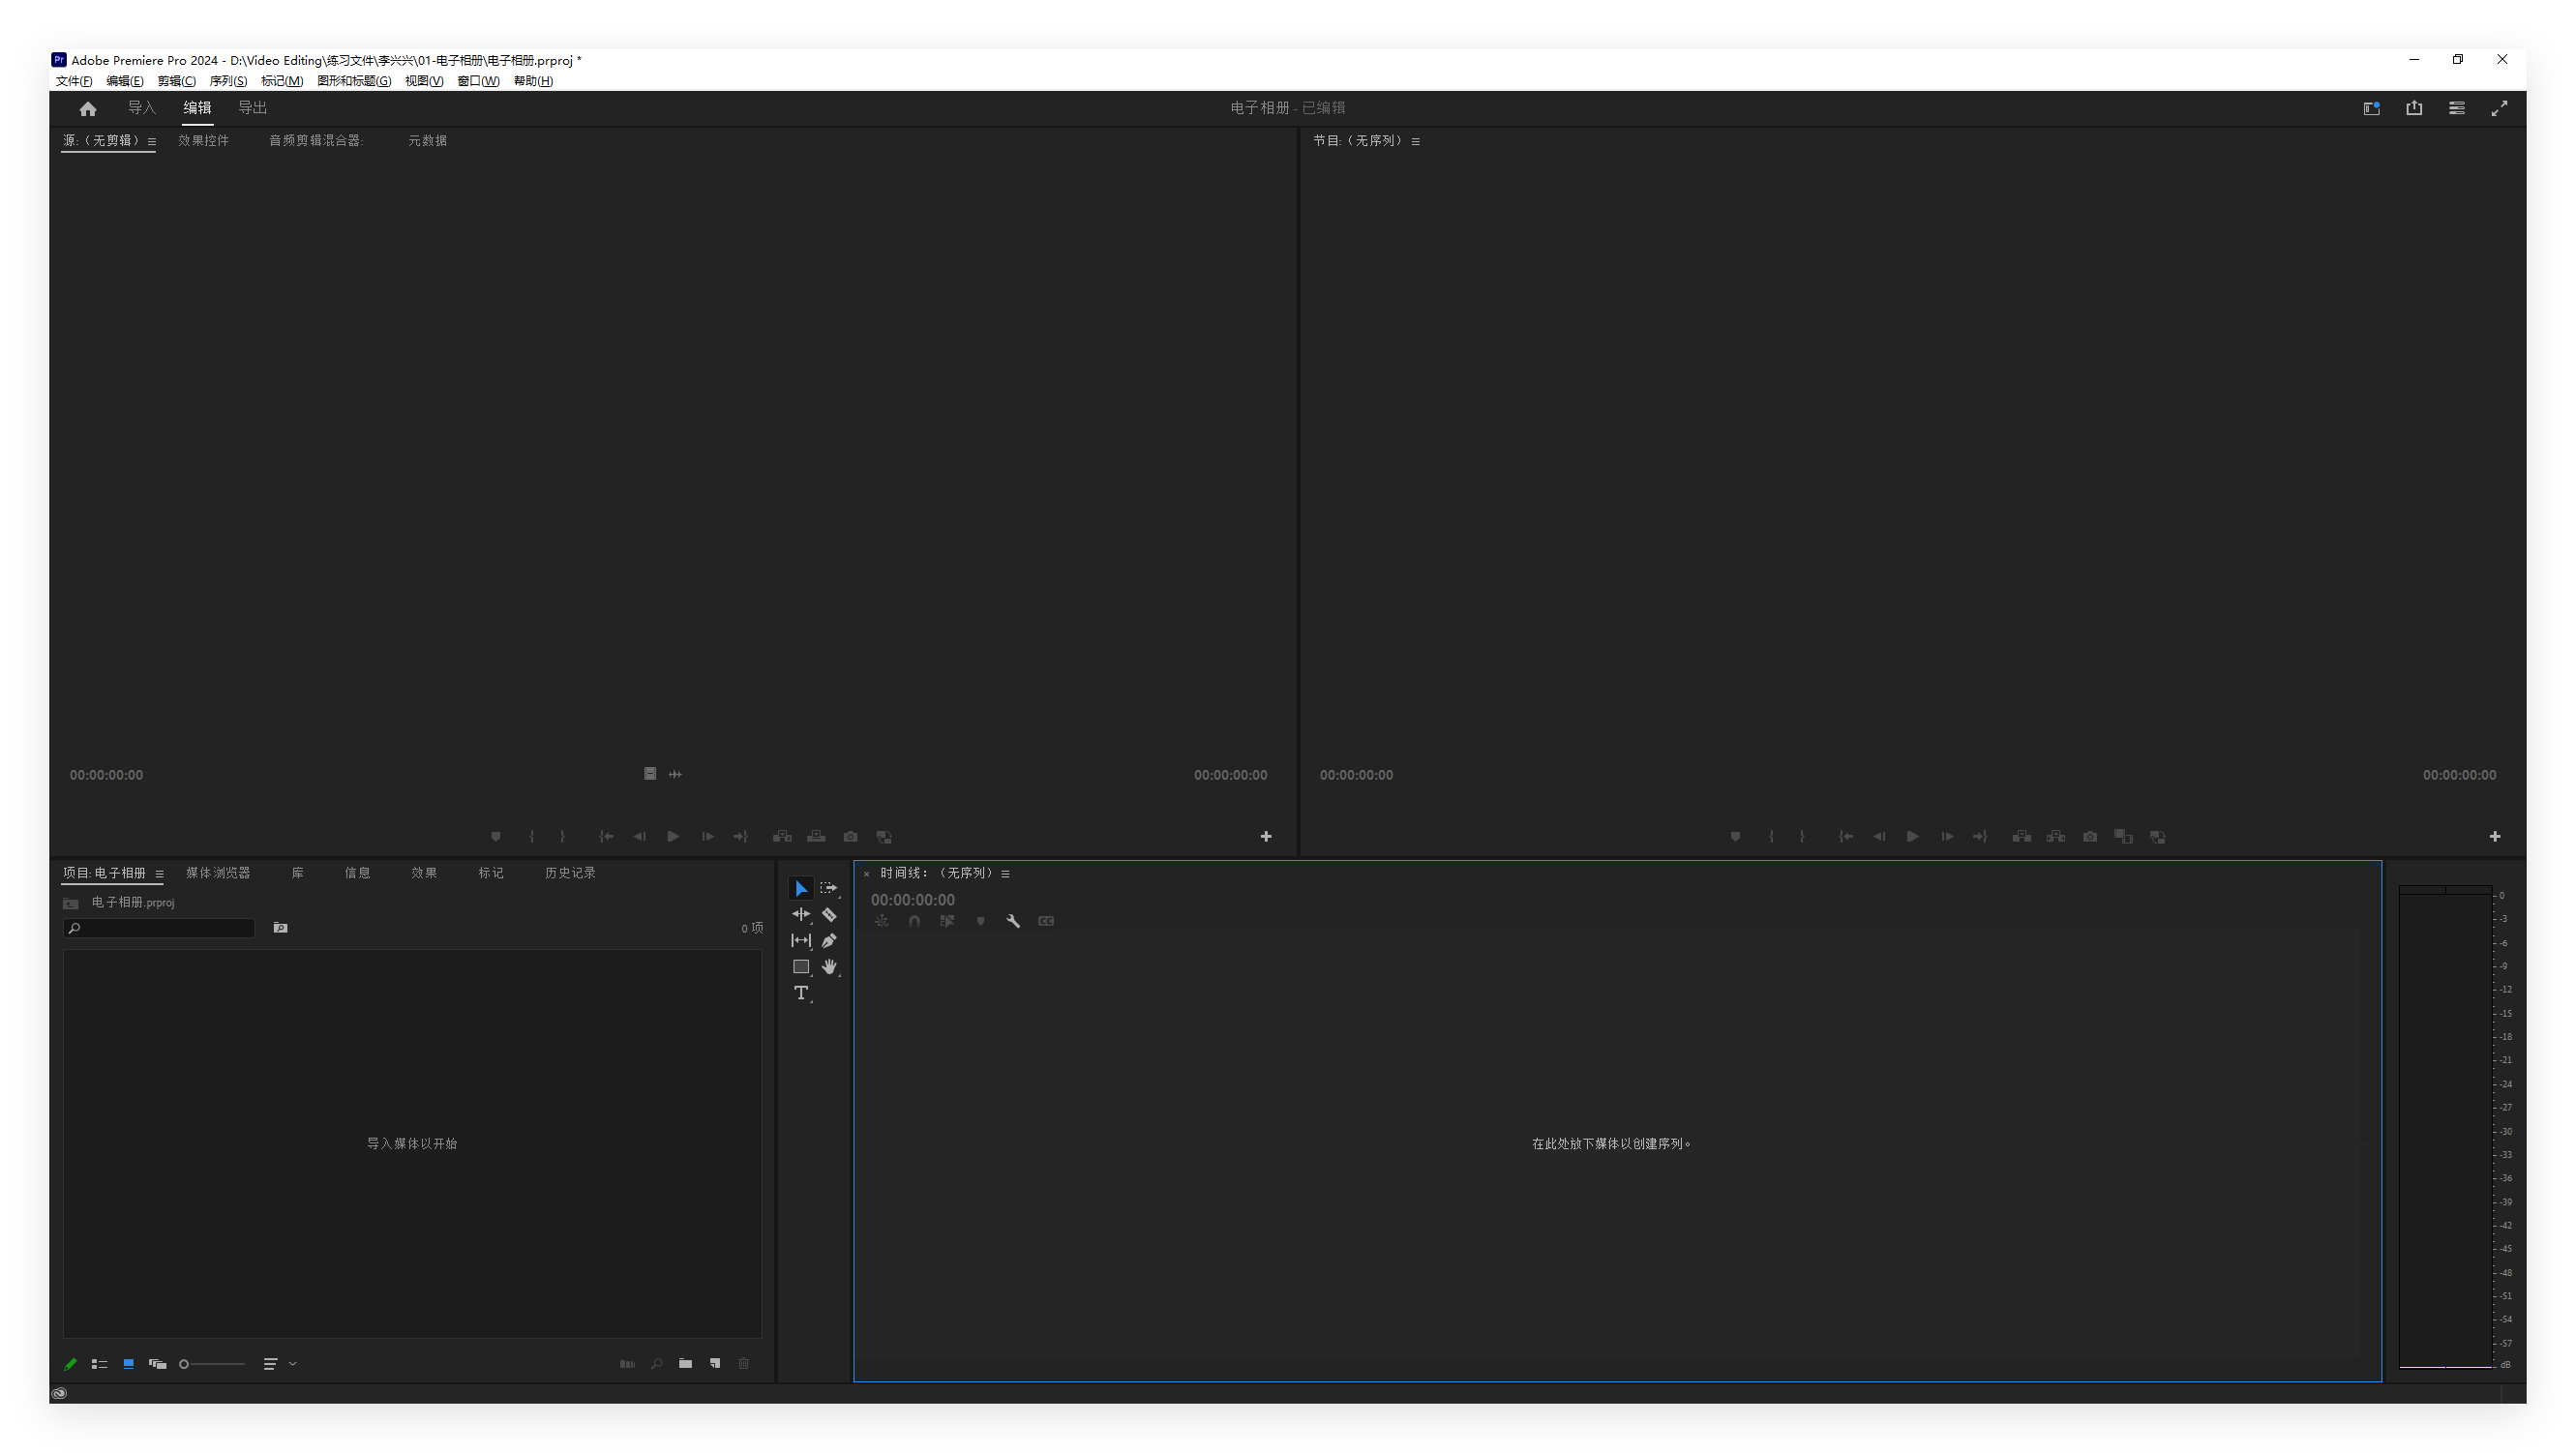 Adobe Premiere Pro 2024 - D:\Video Editing\练习文件\李兴兴\01-电子相册\电子相册.prproj *
文件(F) 编辑(E) 剪辑(C) 序列(S) 标记(M) 图形和标题(G) 视图(V) 窗口(W) 帮助(H)
导入 编辑 导出 电子相册 - 已编辑
源:（无剪辑） 效果控件 音频剪辑混合器: 元数据
节目:（无序列）
00:00:00:00 00:00:00:00
00:00:00:00 00:00:00:00
项目: 电子相册 媒体浏览器 库 信息 效果 标记 历史记录
电子相册.prproj
0 项
导入媒体以开始
时间线: （无序列）
00:00:00:00
在此处放下媒体以创建序列。
0
-3
-6
-9
-12
-15
-18
-21
-24
-27
-30
-33
-36
-39
-42
-45
-48
-51
-54
-57
dB